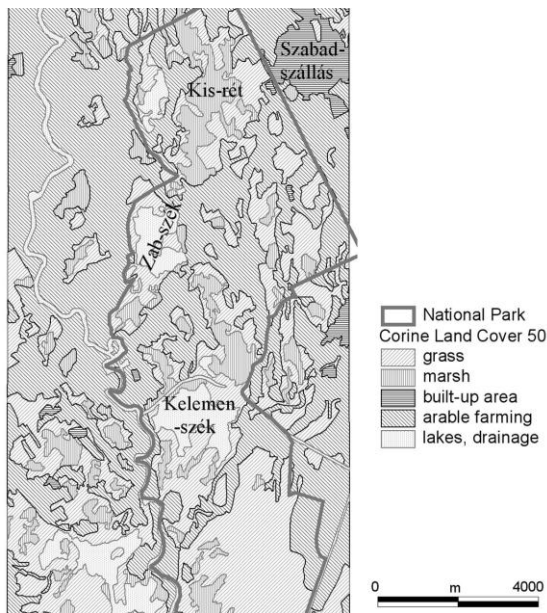 Szabad-
szállás
Kis-rét
Zab-szék
Kelemen
-szék
National Park
Corine Land Cover 50
grass
marsh
built-up area
arable farming
lakes, drainage
0 m 4000